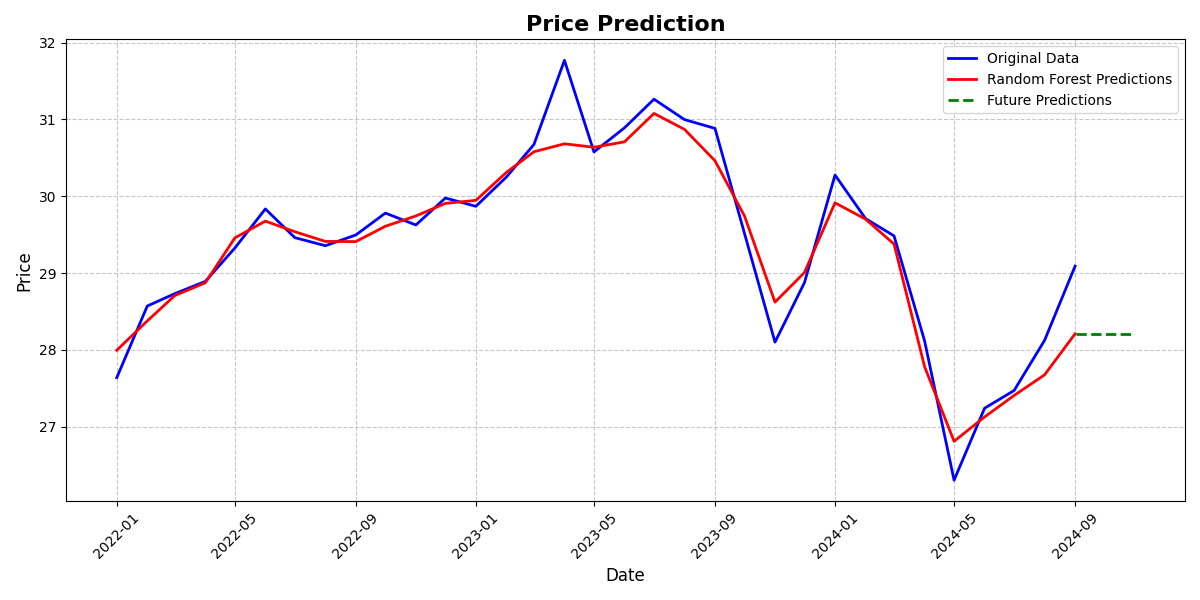 Price Prediction
Original Data
Random Forest Predictions
Future Predictions
32
31
30
29
28
27
Price
2022-01
2022-05
2022-09
2023-01
2023-05
2023-09
2024-01
2024-05
2024-09
Date